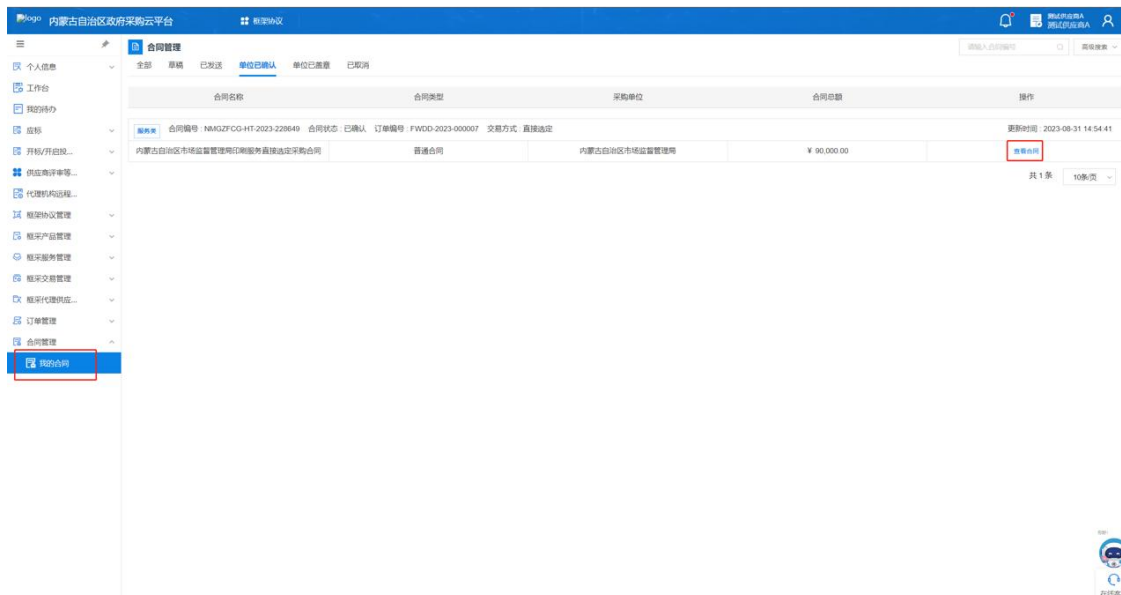 logo 内蒙古自治区政府采购云平台 框架协议 测试供应商A
测试供应商A
合同管理 请输入合同编号 高级搜索
全部 草稿 已发送 单位已确认 单位已盖章 已取消
个人信息
工作台
我的待办
应标
开标/开启投...
供应商评审等...
代理机构远程...
框架协议管理
框采产品管理
框采服务管理
框采交易管理
框采代理供应...
订单管理
合同管理
我的合同
合同名称 合同类型 采购单位 合同总额 操作
服务类 合同编号 : NMGZFCG-HT-2023-228649 合同状态 : 已确认 订单编号 : FWDD-2023-000007 交易方式 : 直接选定 更新时间 : 2023-08-31 14:54:41
内蒙古自治区市场监督管理局印刷服务直接选定采购合同 普通合同 内蒙古自治区市场监督管理局 ¥ 90,000.00 查看合同
共 1 条 10条/页